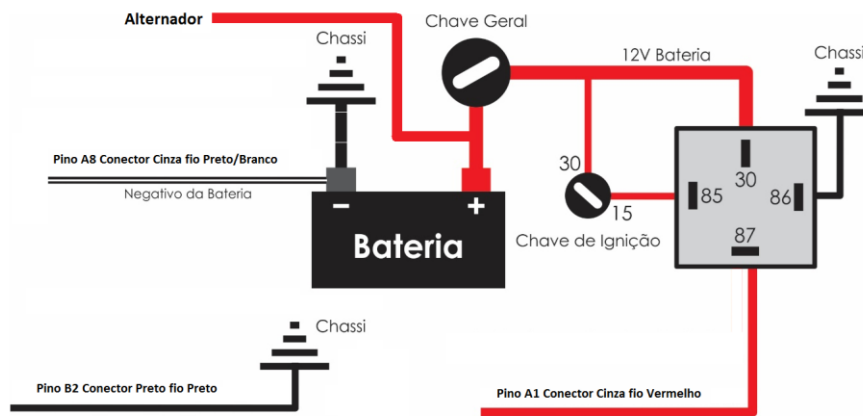 Alternador
Chave Geral
Chassi
12V Bateria
Chassi
Pino A8 Conector Cinza fio Preto/Branco
Negativo da Bateria
30
15
Chave de Ignição
30
85
86
87
- +
Bateria
Chassi
Pino B2 Conector Preto fio Preto
Pino A1 Conector Cinza fio Vermelho